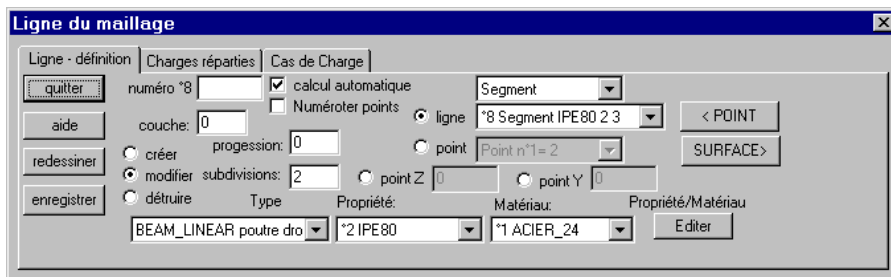 Ligne du maillage
Ligne - définition Charges réparties Cas de Charge
quitter numéro *8 calcul automatique Segment
Numéroter points
aide couche: 0 ligne *8 Segment IPE80 2 3 < POINT
progession: 0 point Point n°1= 2 SURFACE>
redessiner créer
modifier subdivisions: 2 point Z 0 point Y 0
enregistrer détruire Type Propriété: Matériau: Propriété/Matériau
BEAM_LINEAR poutre dro *2 IPE80 *1 ACIER_24 Editer